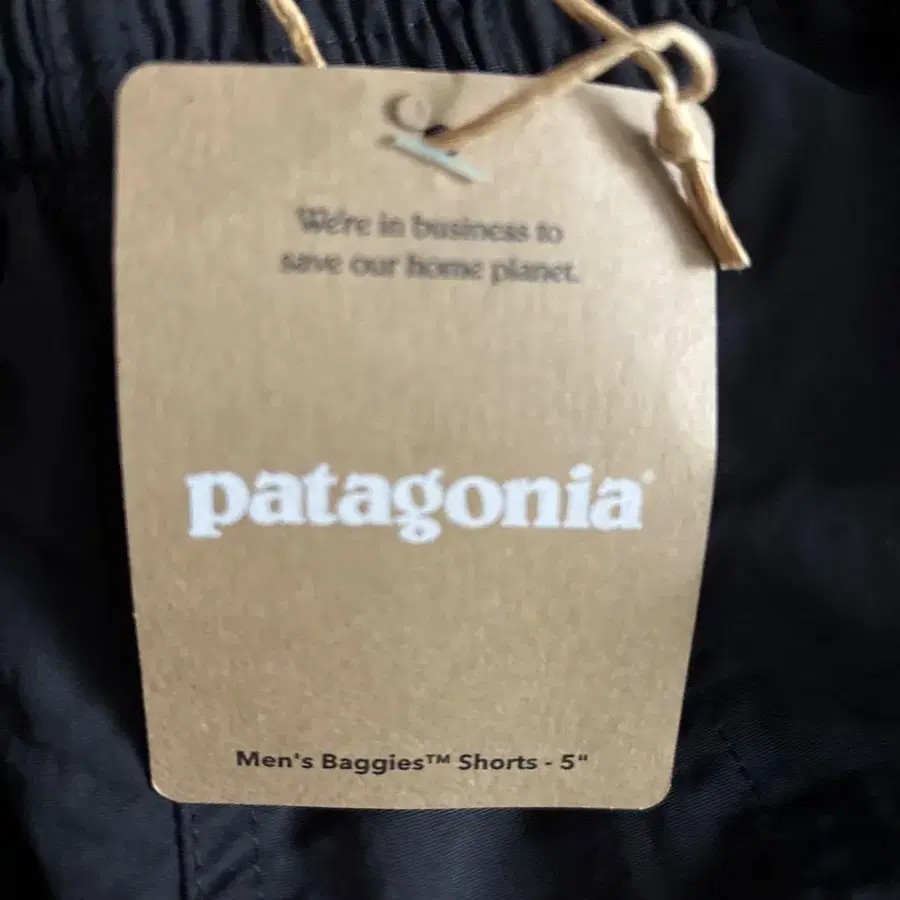 We're in business to
save our home planet.
patagonia®
Men's Baggies™ Shorts - 5"